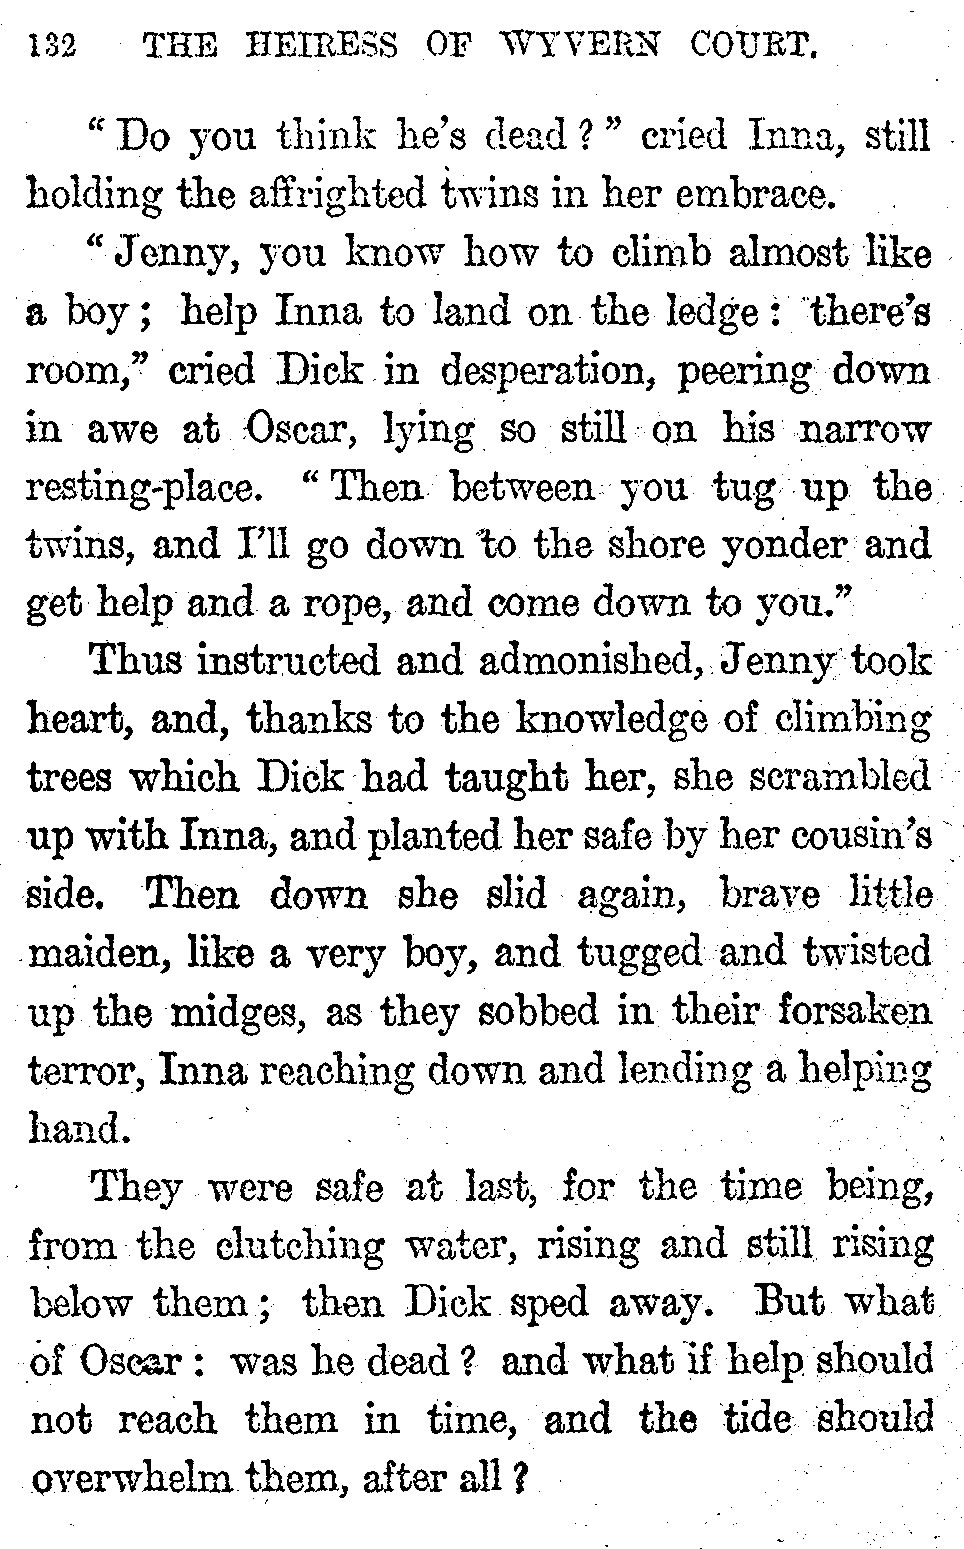 132 THE HEIRESS OF WYVERN COURT.
"Do you think he's dead?" cried Inna, still
holding the affrighted twins in her embrace.
"Jenny, you know how to climb almost like
a boy; help Inna to land on the ledge: there's
room," cried Dick in desperation, peering down
in awe at Oscar, lying so still on his narrow
resting-place. "Then between you tug up the
twins, and I'll go down to the shore yonder and
get help and a rope, and come down to you."
Thus instructed and admonished, Jenny took
heart, and, thanks to the knowledge of climbing
trees which Dick had taught her, she scrambled
up with Inna, and planted her safe by her cousin's
side. Then down she slid again, brave little
maiden, like a very boy, and tugged and twisted
up the midges, as they sobbed in their forsaken
terror, Inna reaching down and lending a helping
hand.
They were safe at last, for the time being,
from the clutching water, rising and still rising
below them; then Dick sped away. But what
of Oscar: was he dead? and what if help should
not reach them in time, and the tide should
overwhelm them, after all?